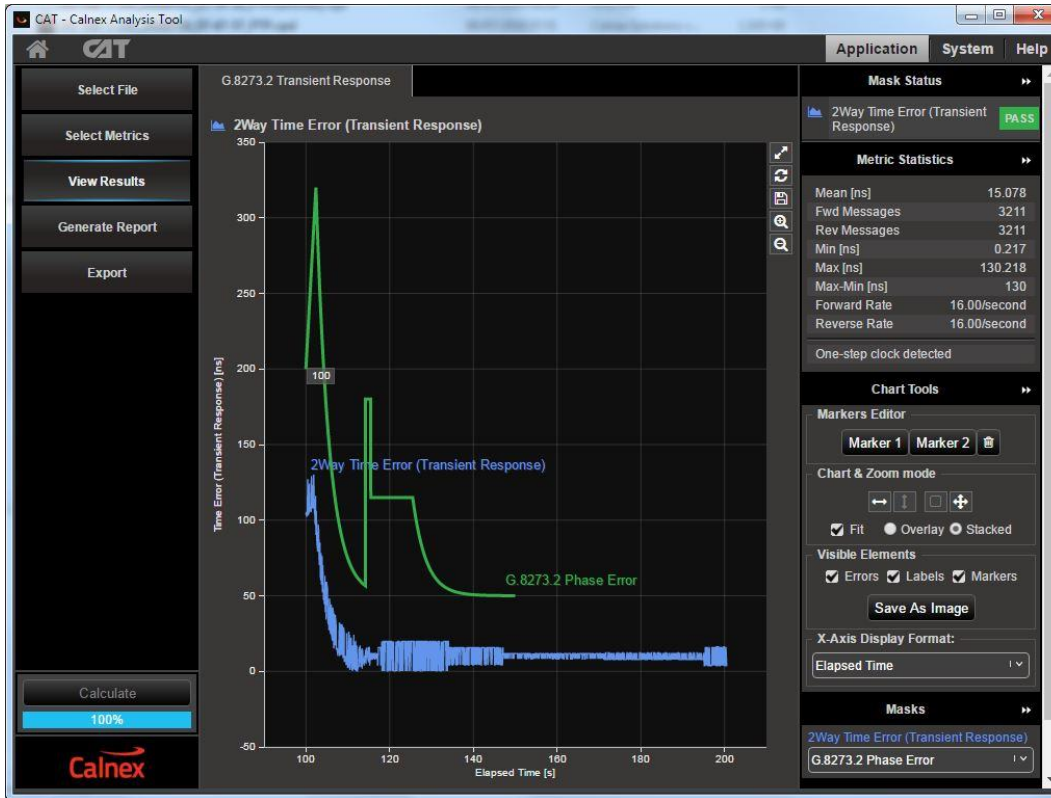 CAT - Calnex Analysis Tool
CAT
Application
System
Help
Select File
Select Metrics
View Results
Generate Report
Export
Calculate
100%
Calnex
G.8273.2 Transient Response
2Way Time Error (Transient Response)
350
300
250
200
150
100
50
0
-50
Time Error (Transient Response) [ns]
100
2Way Time Error (Transient Response)
G.8273.2 Phase Error
100
120
140
160
180
200
Elapsed Time [s]
Mask Status
2Way Time Error (Transient
Response)
PASS
Metric Statistics
Mean [ns] 15.078
Fwd Messages 3211
Rev Messages 3211
Min [ns] 0.217
Max [ns] 130.218
Max-Min [ns] 130
Forward Rate 16.00/second
Reverse Rate 16.00/second
One-step clock detected
Chart Tools
Markers Editor
Marker 1
Marker 2
Chart & Zoom mode
Fit
Overlay
Stacked
Visible Elements
Errors
Labels
Markers
Save As Image
X-Axis Display Format:
Elapsed Time
Masks
2Way Time Error (Transient Response)
G.8273.2 Phase Error